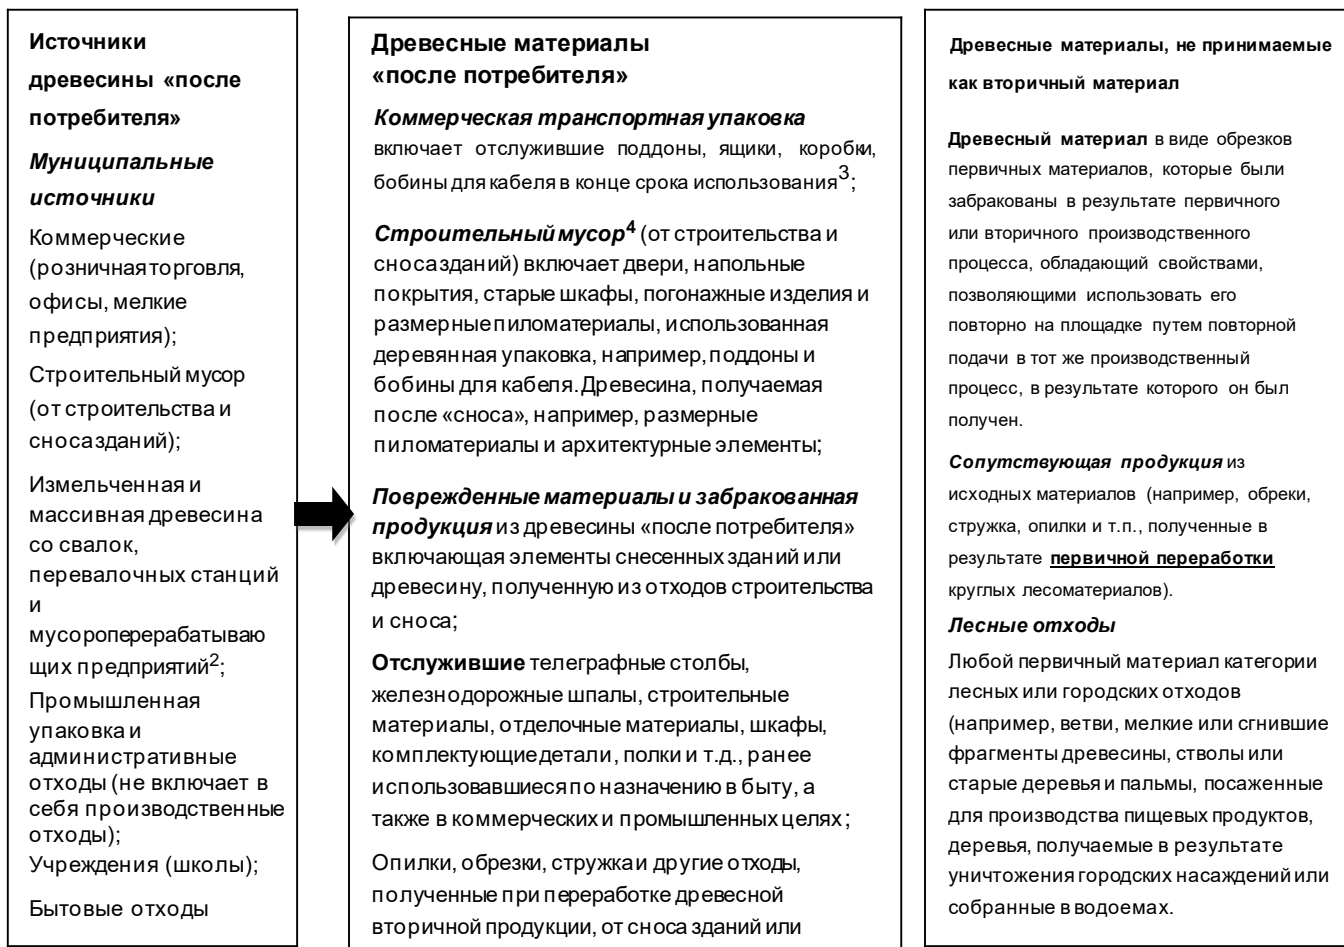 Источники
древесины «после
потребителя»
Муниципальные
источники
Коммерческие
(розничная торговля,
офисы, мелкие
предприятия);
Строительный мусор
(от строительства и
сноса зданий);
Измельченная и
массивная древесина
со свалок,
перевалочных станций
и
мусороперерабатываю
щих предприятий2;
Промышленная
упаковка и
административные
отходы (не включает в
себя производственные
отходы);
Учреждения (школы);
Бытовые отходы
Древесные материалы
«после потребителя»
Коммерческая транспортная упаковка
включает отслужившие поддоны, ящики, коробки,
бобины для кабеля в конце срока использования3;
Строительный мусор4 (от строительства и
сноса зданий) включает двери, напольные
покрытия, старые шкафы, погонажные изделия и
размерные пиломатериалы, использованная
деревянная упаковка, например, поддоны и
бобины для кабеля. Древесина, получаемая
после «сноса», например, размерные
пиломатериалы и архитектурные элементы;
Поврежденные материалы и забракованная
продукция из древесины «после потребителя»
включающая элементы снесенных зданий или
древесину, полученную из отходов строительства
и сноса;
Отслужившие телеграфные столбы,
железнодорожные шпалы, строительные
материалы, отделочные материалы, шкафы,
комплектующие детали, полки и т.д., ранее
использовавшиеся по назначению в быту, а
также в коммерческих и промышленных целях;
Опилки, обрезки, стружка и другие отходы,
полученные при переработке древесной
вторичной продукции, от сноса зданий или
Древесные материалы, не принимаемые
как вторичный материал
Древесный материал в виде обрезков
первичных материалов, которые были
забракованы в результате первичного
или вторичного производственного
процесса, обладающий свойствами,
позволяющими использовать его
повторно на площадке путем повторной
подачи в тот же производственный
процесс, в результате которого он был
получен.
Сопутствующая продукция из
исходных материалов (например, обреки,
стружка, опилки и т.п., полученные в
результате первичной переработки
круглых лесоматериалов).
Лесные отходы
Любой первичный материал категории
лесных или городских отходов
(например, ветви, мелкие или сгнившие
фрагменты древесины, стволы или
старые деревья и пальмы, посаженные
для производства пищевых продуктов,
деревья, получаемые в результате
уничтожения городских насаждений или
собранные в водоемах.